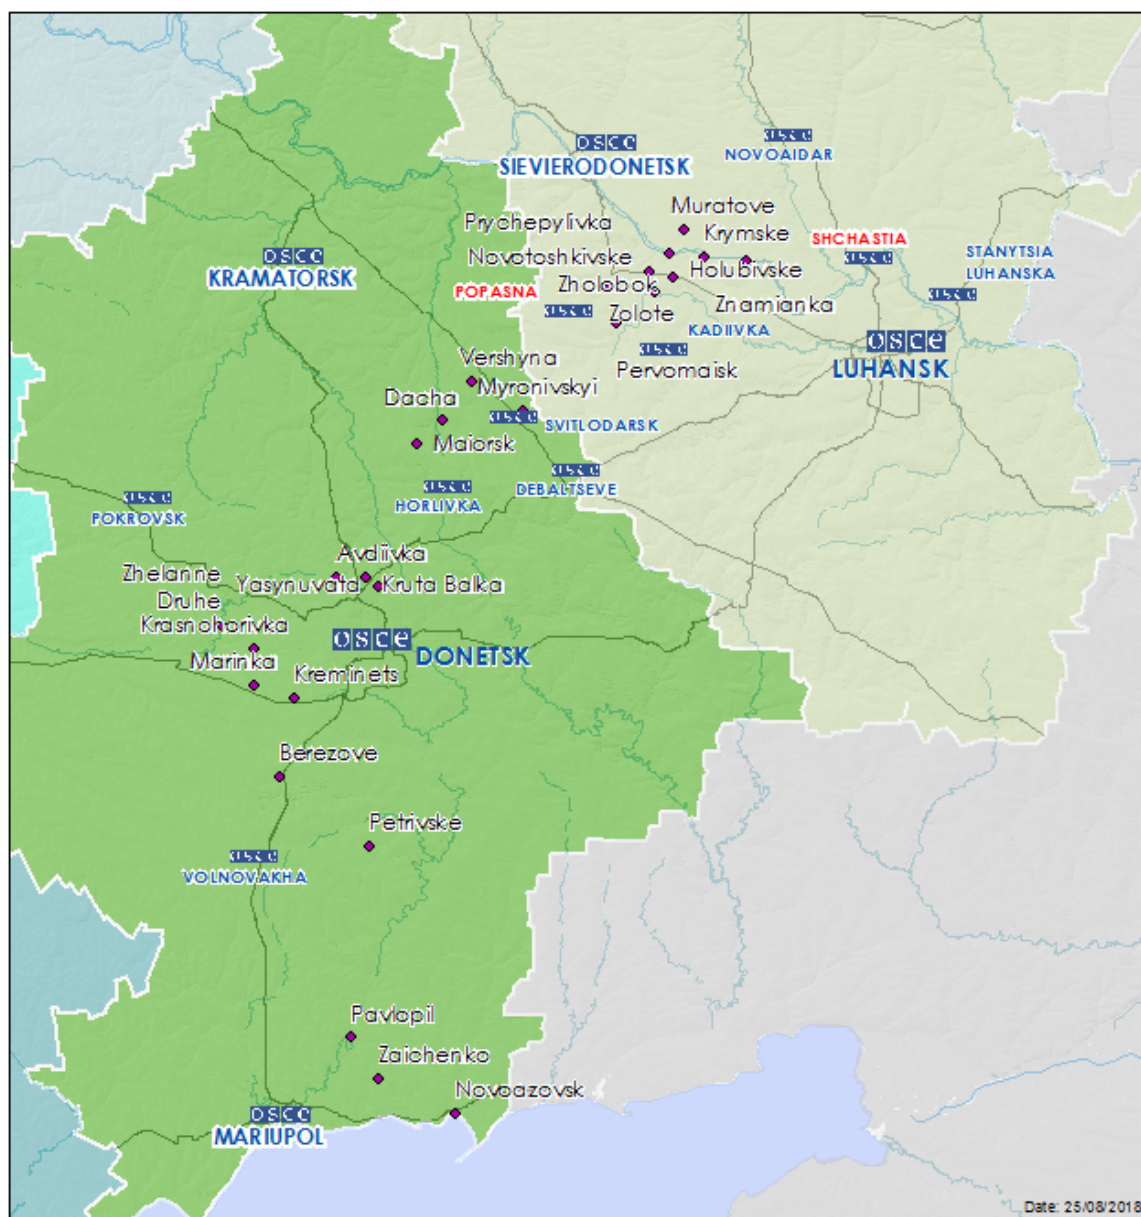 osce
SIEVIERODONETSK
osce
NOVOAIDAR
Muratove
Prychepylivka
Krymske
SHCHASTIA
osce
STANYTSIA
LUHANSKA
osce
osce
KRAMATORSK
Novotoshkivske
Holubivske
POPASNA
osce
Zholobok
Znamianka
Zolote
KADIIVKA
osce
Pervomaisk
osce
LUHANSK
Vershyna
Myronivskyi
Dacha
osce
SVITLODARSK
Maiorsk
osce
DEBALTSEVE
osce
HORLIVKA
osce
POKROVSK
Avdiivka
Zhelanne
Druhe
Yasynuvata
Kruta Balka
Krasnohorivka
osce
DONETSK
Marinka
Kreminets
Berezove
Petrivske
osce
VOLNOVAKHA
Pavlopil
Zaichenko
Novoazovsk
osce
MARIUPOL
Date: 25/08/2018